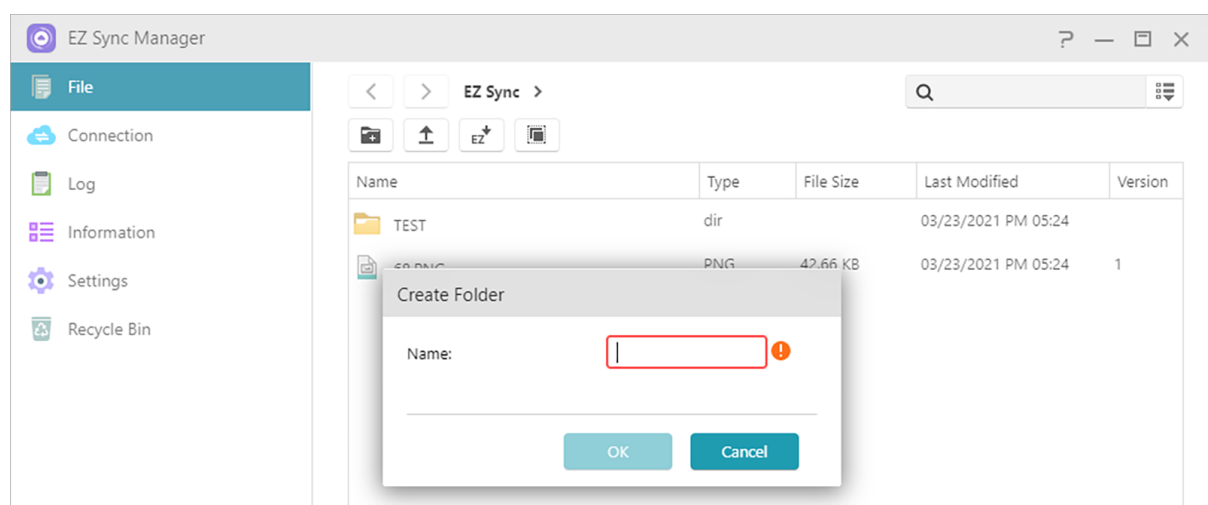 EZ Sync Manager
File
Connection
Log
Information
Settings
Recycle Bin
EZ Sync
EZ
Name Type File Size Last Modified Version
TEST dir 03/23/2021 PM 05:24
PNG 42.66 KB 03/23/2021 PM 05:24 1
Create Folder
Name:
OK Cancel